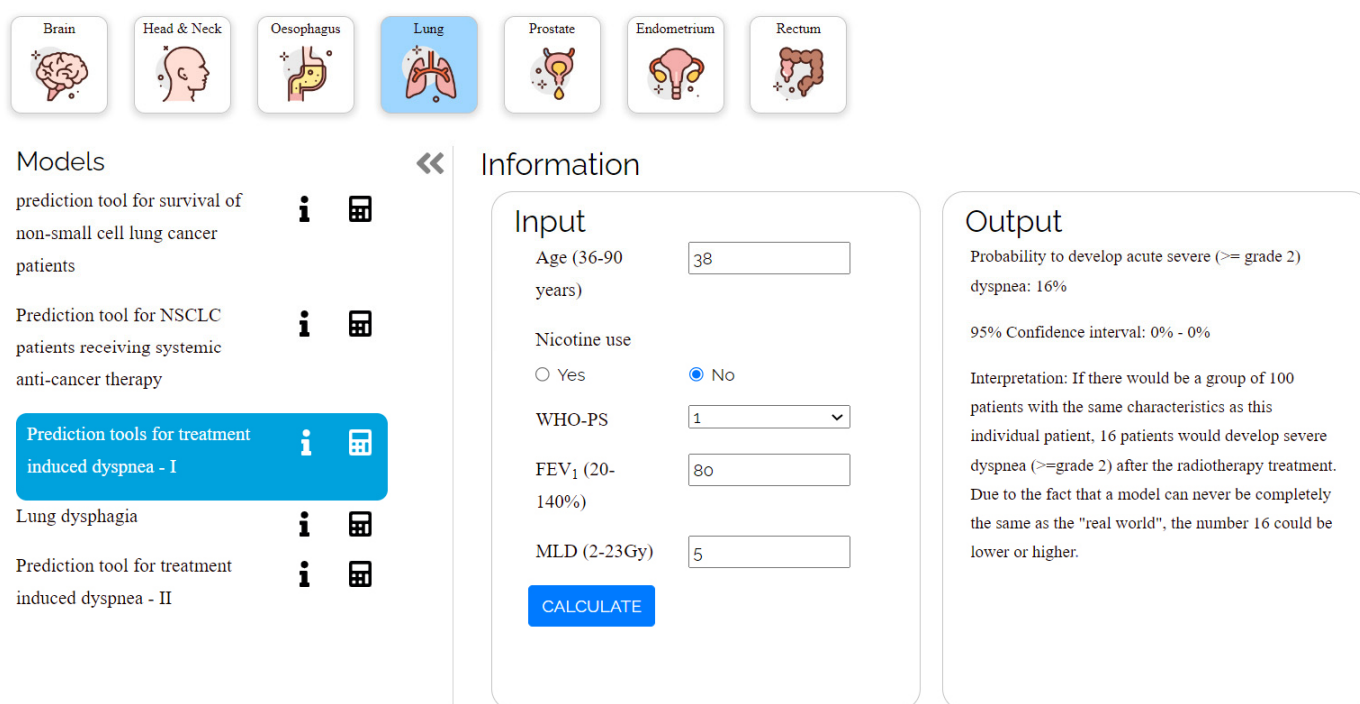 Brain
Head & Neck
Oesophagus
Lung
Prostate
Endometrium
Rectum
Models
prediction tool for survival of
non-small cell lung cancer
patients
Prediction tool for NSCLC
patients receiving systemic
anti-cancer therapy
Prediction tools for treatment
induced dyspnea - I
Lung dysphagia
Prediction tool for treatment
induced dyspnea - II
Information
Input
Age (36-90
years)
38
Nicotine use
Yes
No
WHO-PS
1
FEV₁ (20-
140%)
80
MLD (2-23Gy)
5
CALCULATE
Output
Probability to develop acute severe (>= grade 2)
dyspnea: 16%
95% Confidence interval: 0% - 0%
Interpretation: If there would be a group of 100
patients with the same characteristics as this
individual patient, 16 patients would develop severe
dyspnea (>=grade 2) after the radiotherapy treatment.
Due to the fact that a model can never be completely
the same as the "real world", the number 16 could be
lower or higher.